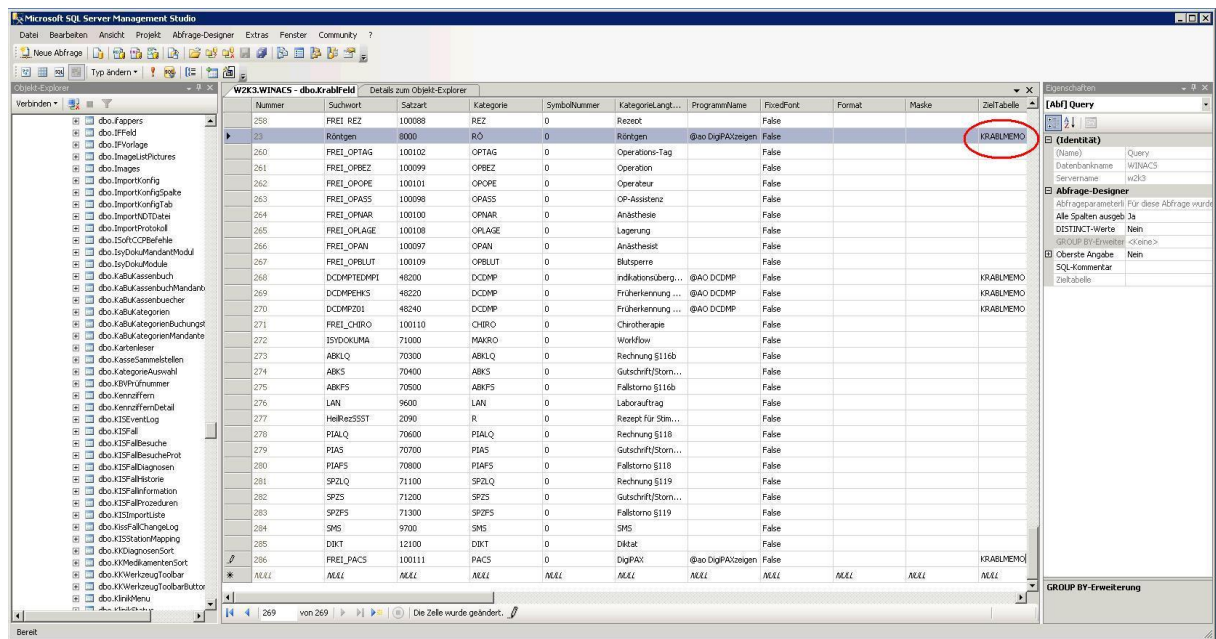 Microsoft SQL Server Management Studio
Datei Bearbeiten Ansicht Projekt Abfrage-Designer Extras Fenster Community ?
Neue Abfrage
Typ ändern
Objekt-Explorer
Verbinden
dbo.ifappers
dbo.IFFeld
dbo.IFVorlage
dbo.ImageListPictures
dbo.Images
dbo.ImportKonfig
dbo.ImportKonfigSpalte
dbo.ImportKonfigTab
dbo.ImportNDTDatei
dbo.ImportProtokoll
dbo.ISoftCCPBefehle
dbo.IsyDokuMandantModul
dbo.IsyDokuModule
dbo.KaBuKassenbuch
dbo.KaBuKassenbuchMandant
dbo.KaBuKassenbuecher
dbo.KaBuKategorien
dbo.KaBuKategorienBuchungst
dbo.KaBuKategorienMandante
dbo.Kartenleser
dbo.KasseSammelstellen
dbo.KategorieAuswahl
dbo.KBVPrüfnummer
dbo.Kennziffern
dbo.KennziffernDetail
dbo.KISEventLog
dbo.KISFall
dbo.KISFallBesuche
dbo.KISFallBesucheProt
dbo.KISFallDiagnosen
dbo.KISFallHistorie
dbo.KISFallinformation
dbo.KISFallProzeduren
dbo.KISImportListe
dbo.KissFallChangeLog
dbo.KISStationMapping
dbo.KKDiagnosenSort
dbo.KKMedikamentenSort
dbo.KKWerkzeugToolbar
dbo.KKWerkzeugToolbarButtor
dbo.KlinikMenu
W2K3.WINACS - dbo.KrablFeld Details zum Objekt-Explorer
Nummer Suchwort Satzart Kategorie SymbolNummer KategorieLangt... ProgrammName FixedFont Format Maske ZielTabelle
258 FREI_REZ 100088 REZ 0 Rezept False
23 Röntgen 8000 RÖ 0 Röntgen @ao DigiPAXzeigen False KRABLMEMO
260 FREI_OPTAG 100102 OPTAG 0 Operations-Tag False
261 FREI_OPBEZ 100099 OPBEZ 0 Operation False
262 FREI_OPOPE 100101 OPOPE 0 Operateur False
263 FREI_OPASS 100098 OPASS 0 OP-Assistenz False
264 FREI_OPNAR 100100 OPNAR 0 Anästhesie False
265 FREI_OPLAGE 100108 OPLAGE 0 Lagerung False
266 FREI_OPAN 100097 OPAN 0 Anästhesist False
267 FREI_OPBLUT 100109 OPBLUT 0 Blutsperre False
268 DCDMPTEDMPI 48200 DCDMP 0 indikationsüberg... @AO DCDMP False KRABLMEMO
269 DCDMPEHKS 48220 DCDMP 0 Früherkennung ... @AO DCDMP False KRABLMEMO
270 DCDMPZ01 48240 DCDMP 0 Früherkennung ... @AO DCDMP False KRABLMEMO
271 FREI_CHIRO 100110 CHIRO 0 Chirotherapie False
272 ISYDOKUMA 71000 MAKRO 0 Workflow False
273 ABKLQ 70300 ABKLQ 0 Rechnung §116b False
274 ABKS 70400 ABKS 0 Gutschrift/Storn... False
275 ABKFS 70500 ABKFS 0 Fallstorno §116b False
276 LAN 9600 LAN 0 Laborauftrag False
277 HeilRezSSST 2090 R 0 Rezept für Stim... False
278 PIALQ 70600 PIALQ 0 Rechnung §118 False
279 PIAS 70700 PIAS 0 Gutschrift/Storn... False
280 PIAFS 70800 PIAFS 0 Fallstorno §118 False
281 SPZLQ 71100 SPZLQ 0 Rechnung §119 False
282 SPZS 71200 SPZS 0 Gutschrift/Storn... False
283 SPZFS 71300 SPZFS 0 Fallstorno §119 False
284 SMS 9700 SMS 0 SMS False
285 DIKT 12100 DIKT 0 Diktat False
286 FREI_PACS 100111 PACS 0 DigiPAX @ao DigiPAXzeigen False KRABLMEMO
NULL NULL NULL NULL NULL NULL NULL NULL NULL NULL NULL
269 von 269 Die Zelle wurde geändert.
Eigenschaften
[Abf] Query
(Identität)
(Name) Query
Datenbankname WINACS
Servername w2k3
Abfrage-Designer
Abfrageparameterli Für diese Abfrage wurde
Alle Spalten ausgeb Ja
DISTINCT-Werte Nein
GROUP BY-Erweiter <Keine>
Oberste Angabe Nein
SQL-Kommentar
Zieltabelle
GROUP BY-Erweiterung
Bereit